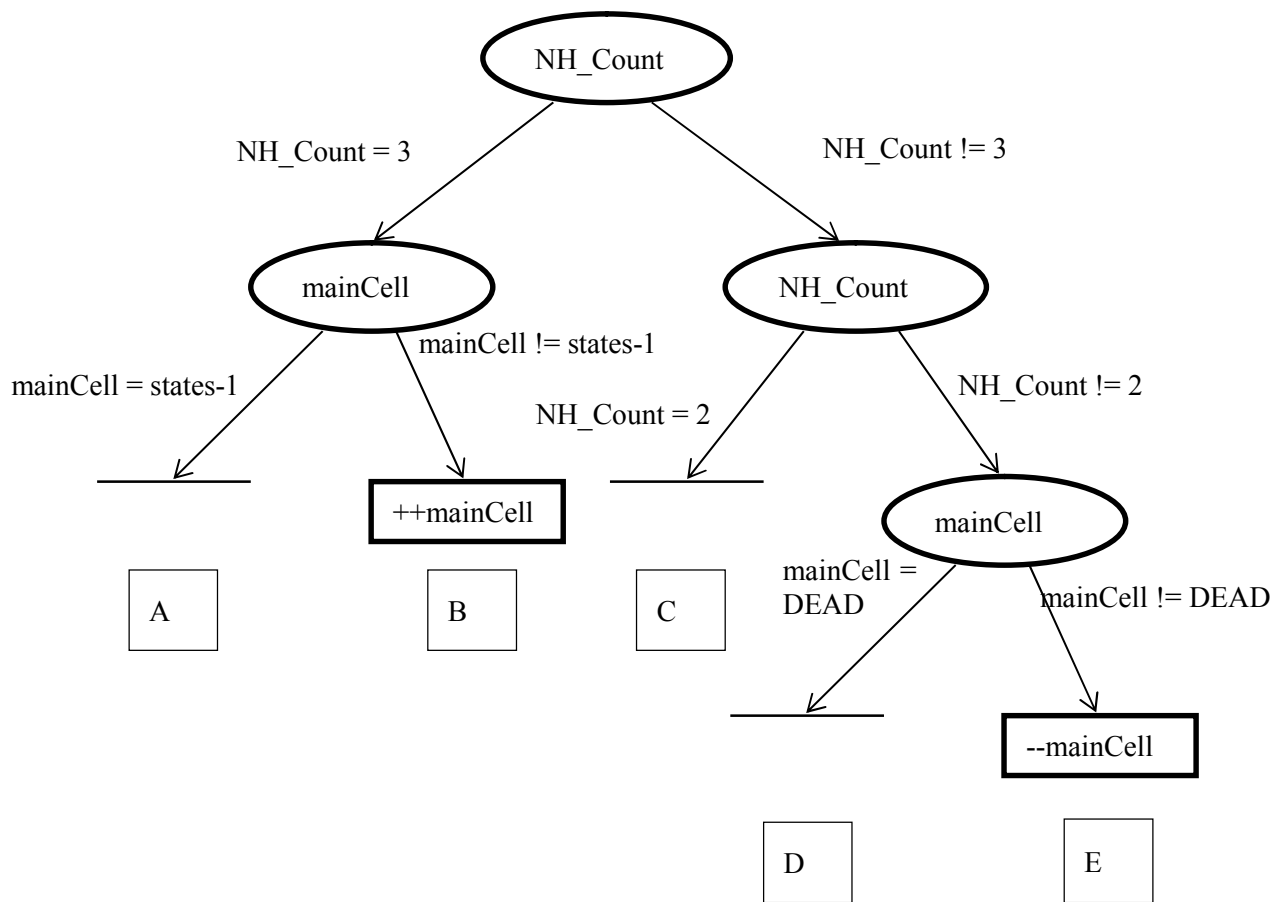 NH_Count
NH_Count = 3
NH_Count != 3
mainCell
NH_Count
mainCell != states-1
mainCell = states-1
NH_Count != 2
NH_Count = 2
++mainCell
mainCell
mainCell =
DEAD
mainCell != DEAD
A
B
C
--mainCell
D
E